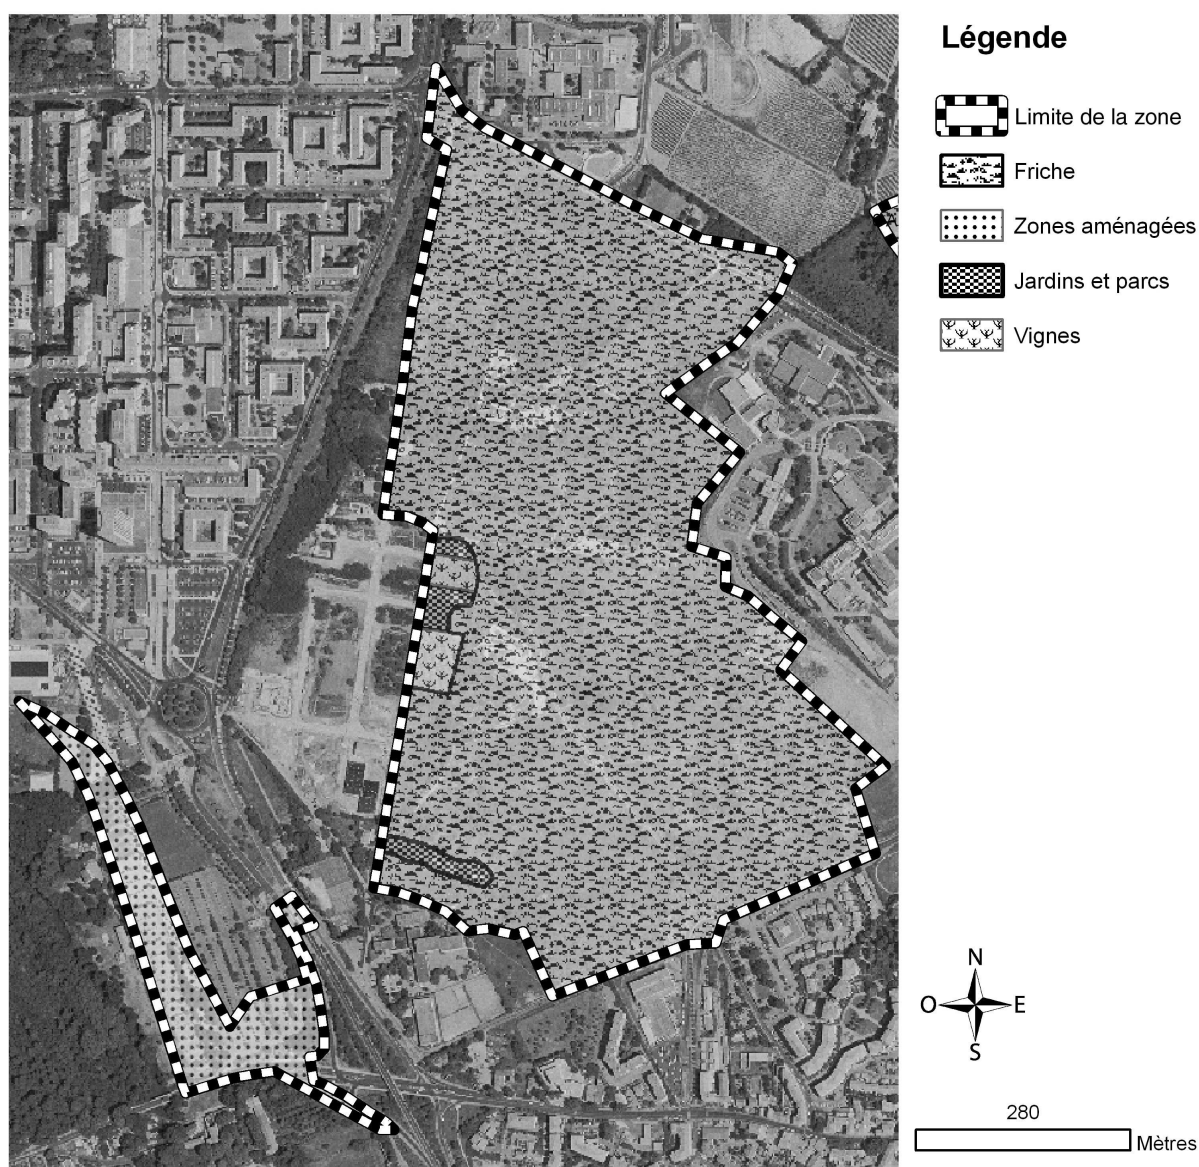 Légende
Limite de la zone
Friche
Zones aménagées
Jardins et parcs
Vignes
N
O E
S
280
Mètres